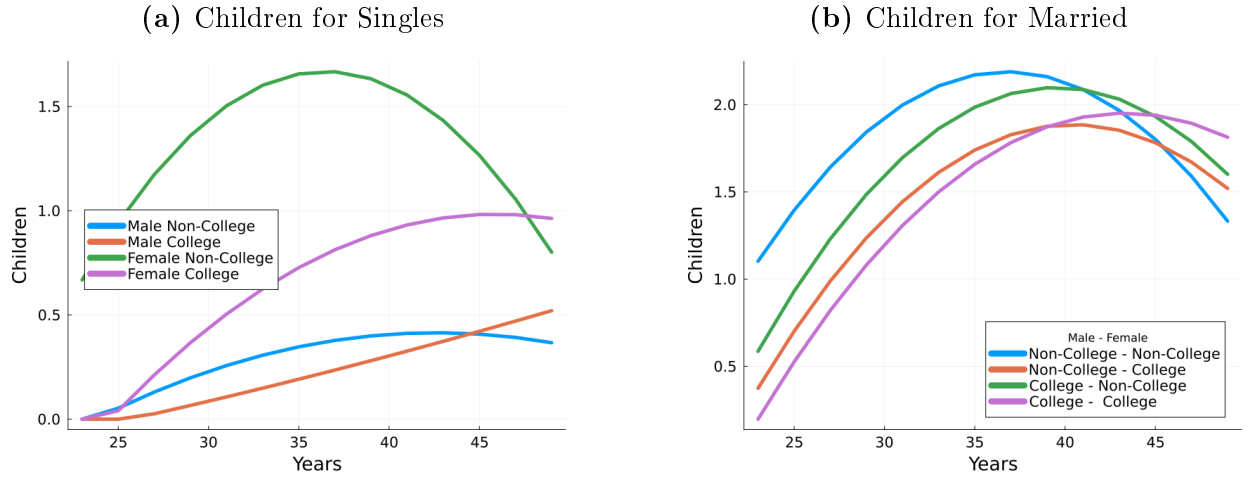 (a) Children for Singles
Children
1.5
1.0
0.5
0.0
Male Non-College
Male College
Female Non-College
Female College
25 30 35 40 45
Years
(b) Children for Married
Children
2.0
1.5
1.0
0.5
Male - Female
Non-College - Non-College
Non-College - College
College - Non-College
College -  College
25 30 35 40 45
Years